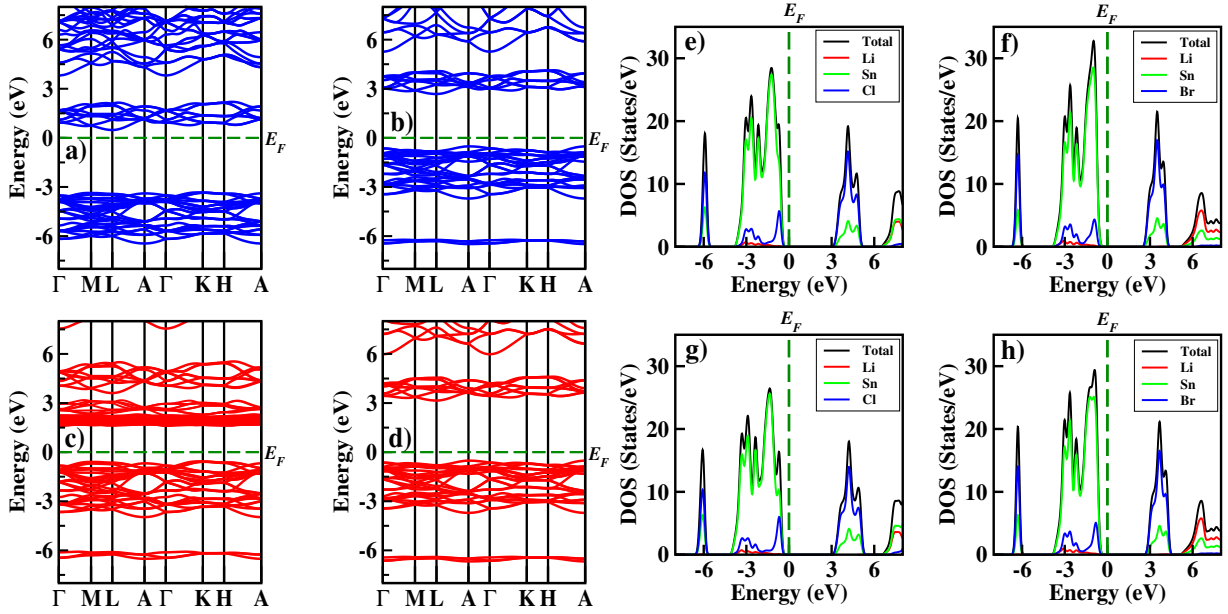 Energy (eV)
6
3
0
-3
-6
a)
E_F
Γ M L A Γ K H A
Energy (eV)
6
3
0
-3
-6
b)
E_F
Γ M L A Γ K H A
E_F
DOS (States/eV)
30
20
10
0
e)
Total
Li
Sn
Cl
-6 -3 0 3 6
Energy (eV)
E_F
DOS (States/eV)
30
20
10
0
f)
Total
Li
Sn
Br
-6 -3 0 3 6
Energy (eV)
Energy (eV)
6
3
0
-3
-6
c)
E_F
Γ M L A Γ K H A
Energy (eV)
6
3
0
-3
-6
d)
E_F
Γ M L A Γ K H A
E_F
DOS (States/eV)
30
20
10
0
g)
Total
Li
Sn
Cl
-6 -3 0 3 6
Energy (eV)
E_F
DOS (States/eV)
30
20
10
0
h)
Total
Li
Sn
Br
-6 -3 0 3 6
Energy (eV)